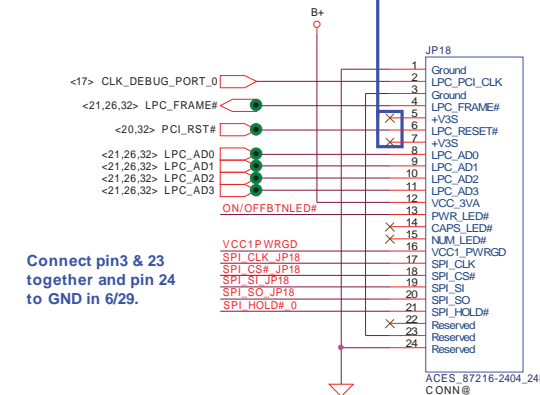 B+
JP18
<17> CLK_DEBUG_PORT_0
<21,26,32> LPC_FRAME#
<20,32> PCI_RST#
<21,26,32> LPC_AD0
<21,26,32> LPC_AD1
<21,26,32> LPC_AD2
<21,26,32> LPC_AD3
ON/OFFBTNLED#
VCC1PWRGD
SPI_CLK_JP18
SPI_CS#_JP18
SPI_SI_JP18
SPI_SO_JP18
SPI_HOLD#_0
1 Ground
2 LPC_PCI_CLK
3 Ground
4 LPC_FRAME#
5 +V3S
6 LPC_RESET#
7 +V3S
8 LPC_AD0
9 LPC_AD1
10 LPC_AD2
11 LPC_AD3
12 VCC_3VA
13 PWR_LED#
14 CAPS_LED#
15 NUM_LED#
16 VCC1_PWRGD
17 SPI_CLK
18 SPI_CS#
19 SPI_SI
20 SPI_SO
21 SPI_HOLD#
22 Reserved
23 Reserved
24 Reserved
Connect pin3 & 23
together and pin 24
to GND in 6/29.
ACES_87216-2404_24
CONN@